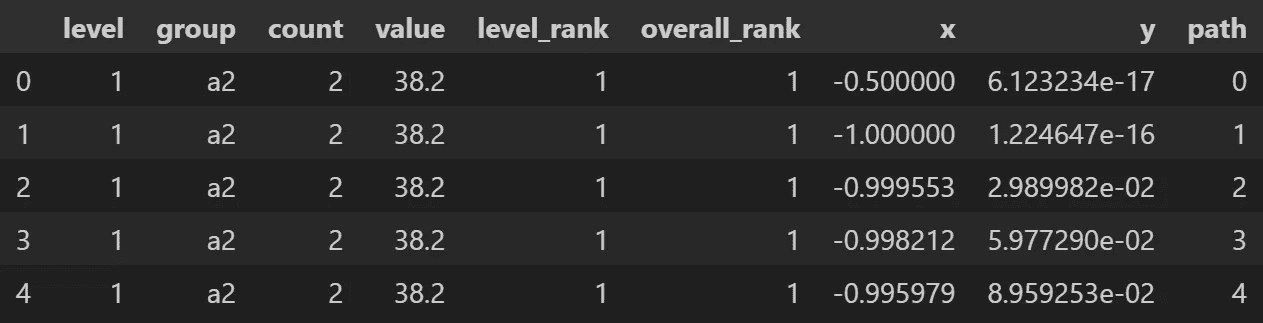 level group count value level_rank overall_rank x y path
0 1 a2 2 38.2 1 1 -0.500000 6.123234e-17 0
1 1 a2 2 38.2 1 1 -1.000000 1.224647e-16 1
2 1 a2 2 38.2 1 1 -0.999553 2.989982e-02 2
3 1 a2 2 38.2 1 1 -0.998212 5.977290e-02 3
4 1 a2 2 38.2 1 1 -0.995979 8.959253e-02 4